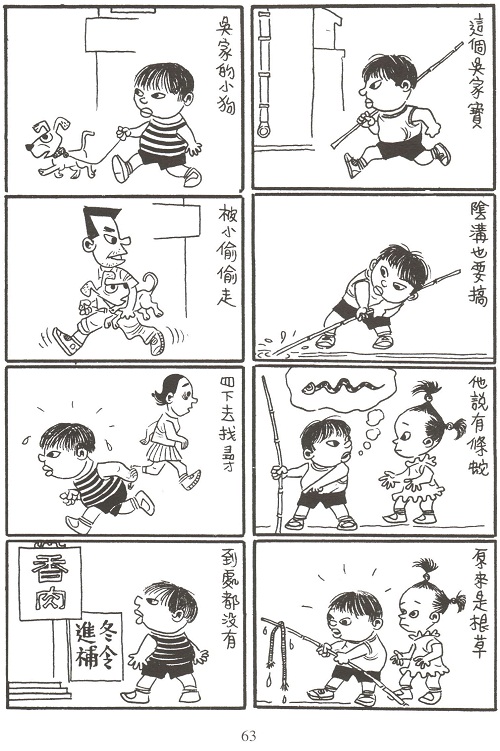 這個吳家寶
陰溝也要搞
他說有條蛇
原來是根草
吳家的小狗
被小偷偷走
四下去找尋
到處都沒有
香肉
冬令
進補
63